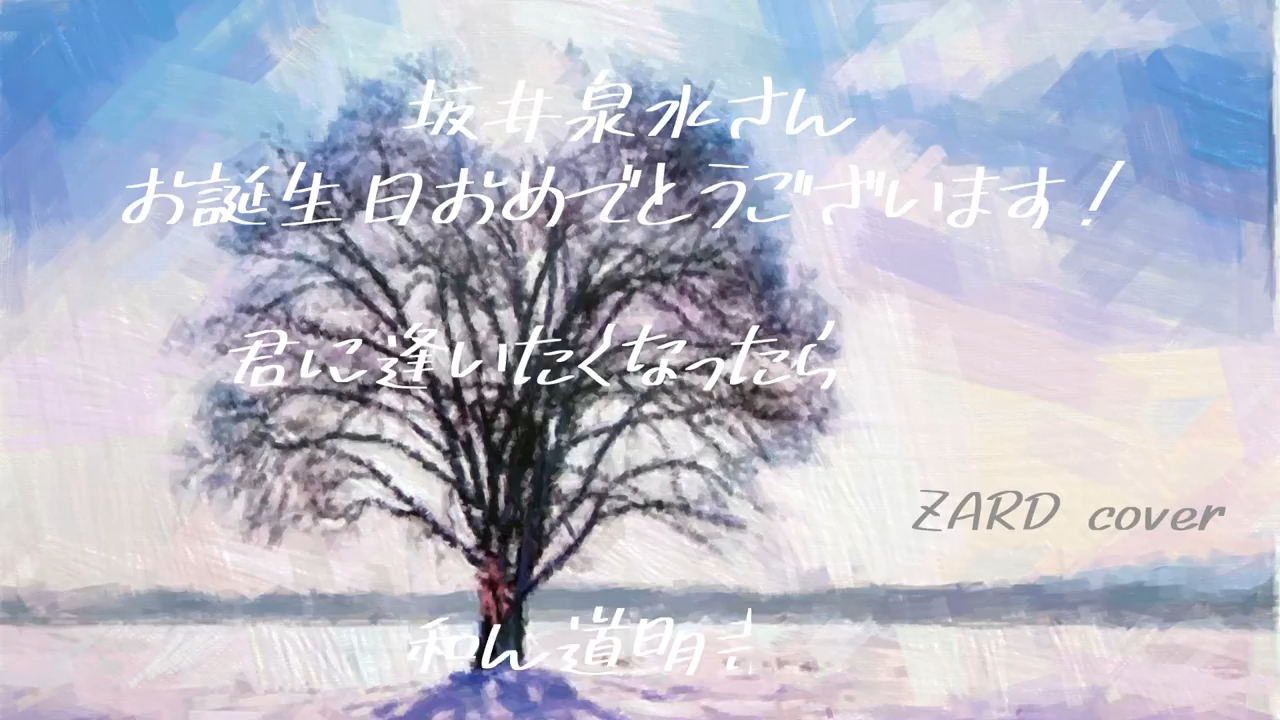 坂井泉水さん
お誕生日おめでとうございます！
君に逢いたくなったら
ZARD cover
和ん道明吉